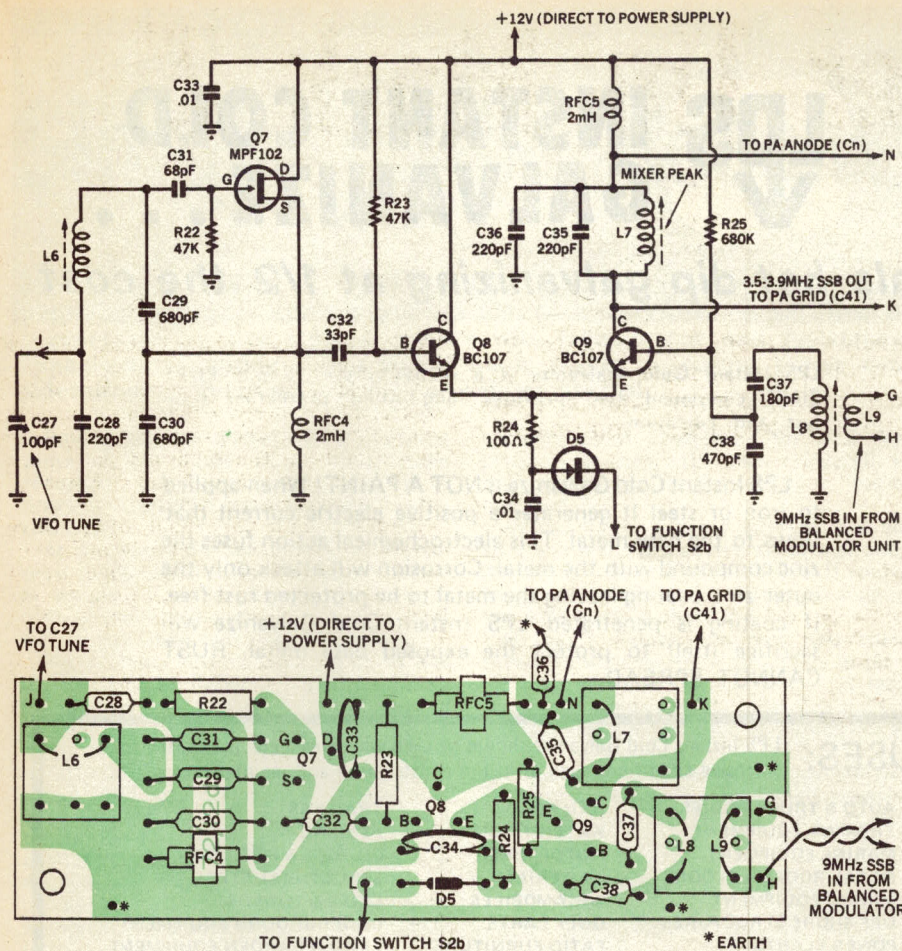 +12V (DIRECT TO POWER SUPPLY)
C33
.01
RFC5
2mH
Q7
MPF102
TO PA ANODE (Cn)
N
C31
68pF
D
G
S
MIXER PEAK
R22
47K
R23
47K
C36
220pF
C35
220pF
L7
R25
680K
L6
3.5-3.9MHz SSB OUT
TO PA GRID (C41)
K
C29
680pF
C32
33pF
C
B
Q8
BC107
E
C
Q9
BC107
B
E
J
C37
180pF
G
L8
L9
H
R24
100Ω
D5
C27
100pF
C28
220pF
C30
680pF
RFC4
2mH
C38
470pF
C34
.01
VFO TUNE
9MHz SSB IN FROM
BALANCED
MODULATOR UNIT
L
TO FUNCTION
SWITCH S2b
TO C27
VFO TUNE
+12V (DIRECT TO
POWER SUPPLY)
TO PA ANODE
(Cn)
TO PA GRID
(C41)
*
J
C28
R22
RFC5
C36
N
K
L6
C31
G
Q7
D
C33
R23
C35
L7
C29
S
C
R25
*
C30
C32
B
Q8
E
R24
E
C
Q9
C37
G
C34
L8
L9
RFC4
B
L
D5
C38
H
*
9MHz SSB
IN FROM
BALANCED
MODULATOR
TO FUNCTION SWITCH S2b
* EARTH